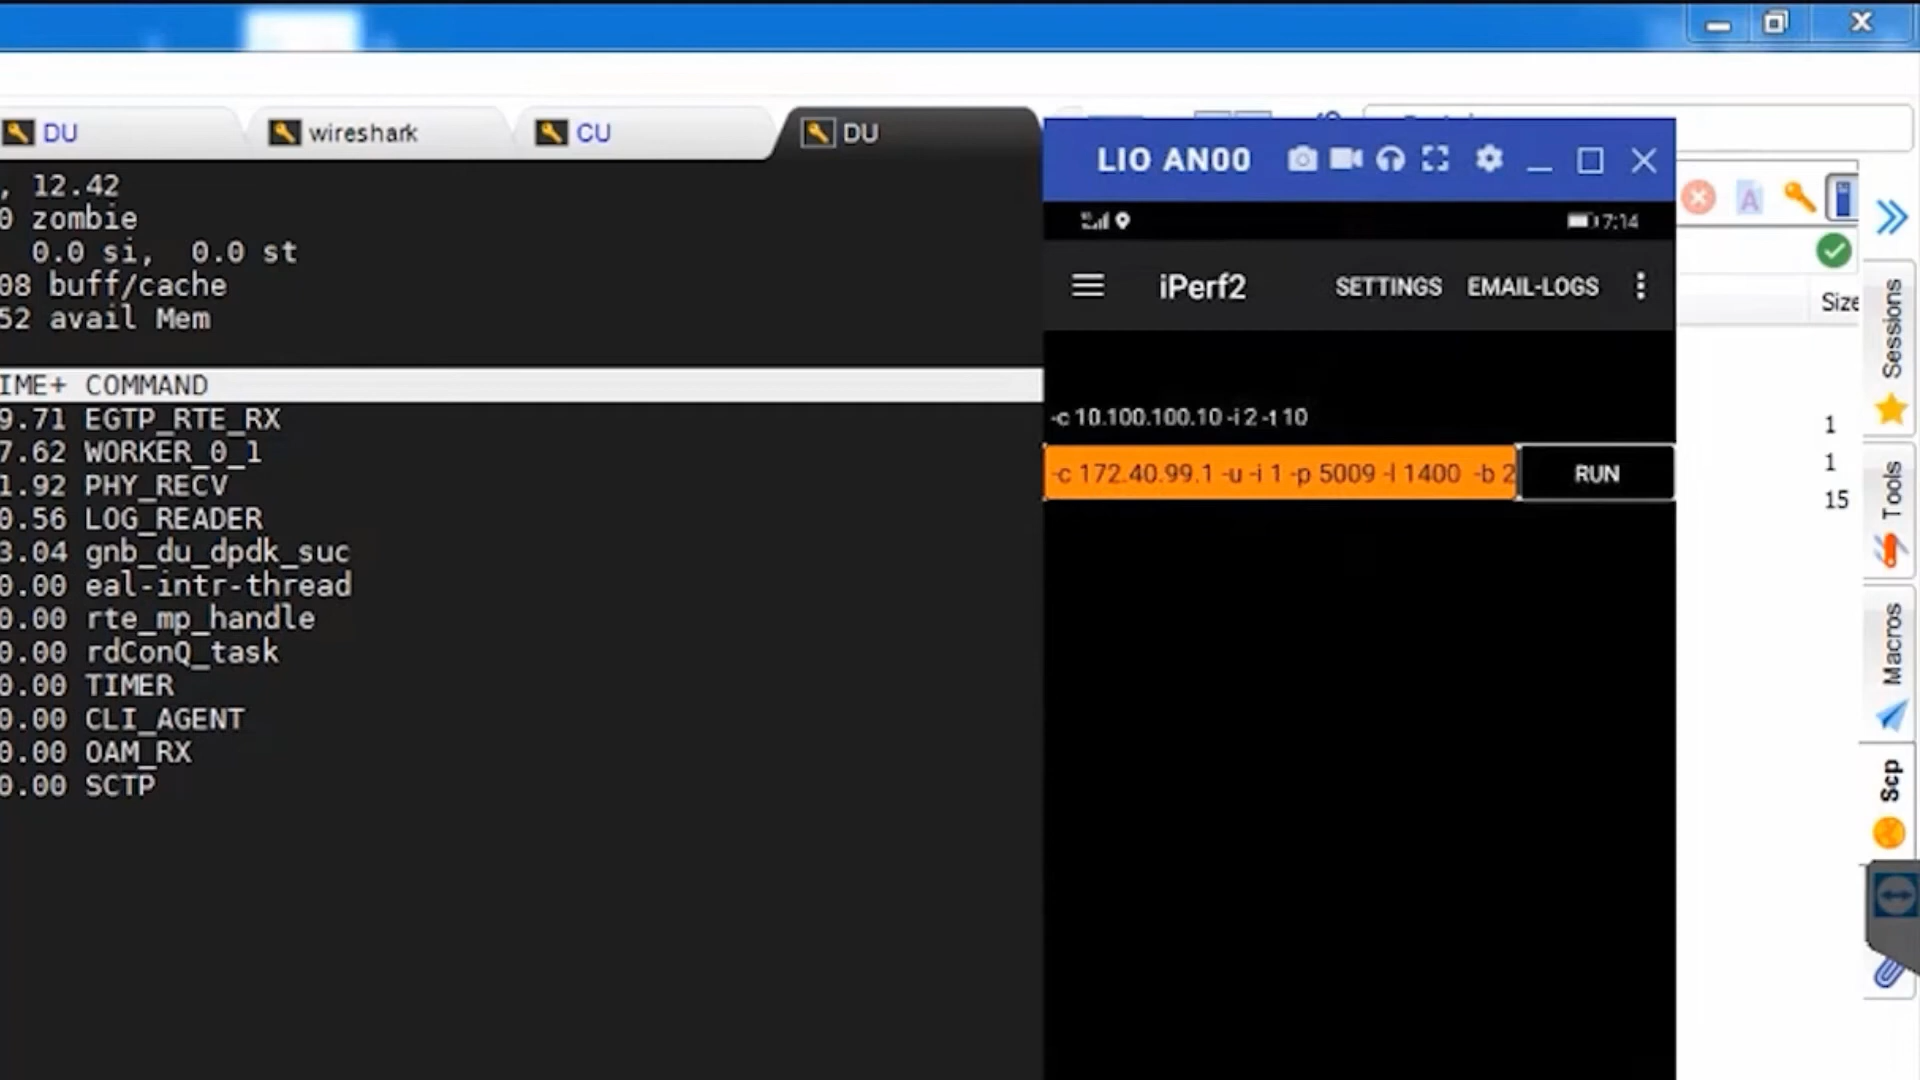 DU
wireshark
CU
DU
, 12.42
0 zombie
0.0 si, 0.0 st
08 buff/cache
52 avail Mem
IME+ COMMAND
9.71 EGTP_RTE_RX
7.62 WORKER_0_1
1.92 PHY_RECV
0.56 LOG_READER
3.04 gnb_du_dpdk_suc
0.00 eal-intr-thread
0.00 rte_mp_handle
0.00 rdConQ_task
0.00 TIMER
0.00 CLI_AGENT
0.00 OAM_RX
0.00 SCTP
LIO AN00
7:14
iPerf2
SETTINGS
EMAIL-LOGS
-c 10.100.100.10 -i 2 -t 10
-c 172.40.99.1 -u -i 1 -p 5009 -l 1400 -b 2
RUN
A
Size
1
1
15
Sessions
Tools
Macros
Scp